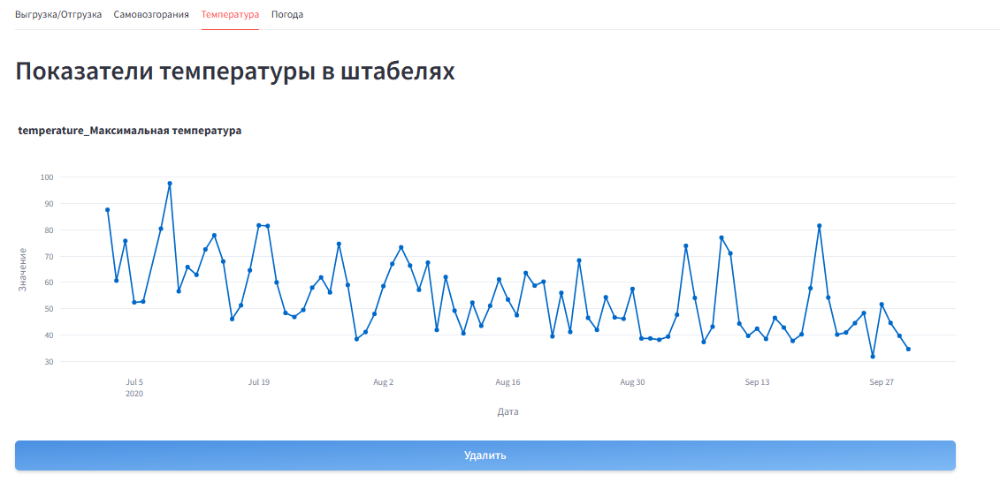 Выгрузка/Отгрузка Самовозгорания Температура Погода
Показатели температуры в штабелях
temperature_Максимальная температура
100
90
80
70
60
50
40
30
Значение
Jul 5 Jul 19 Aug 2 Aug 16 Aug 30 Sep 13 Sep 27
2020
Дата
Удалить